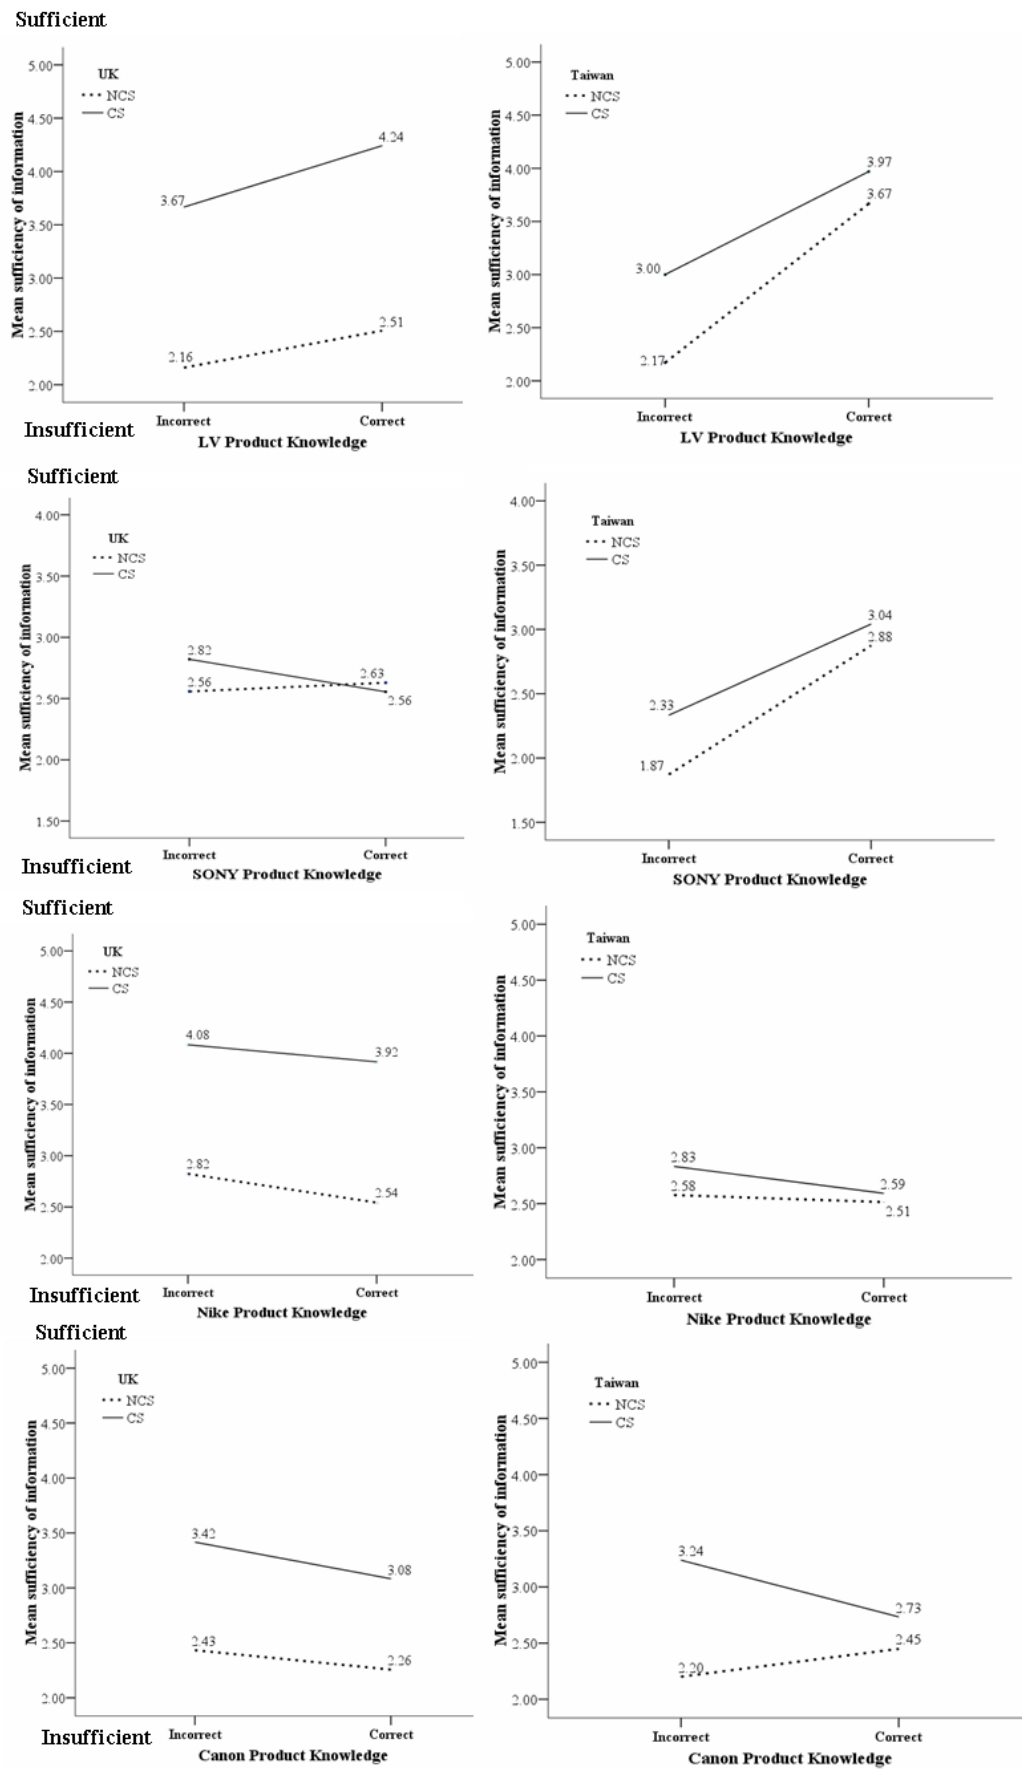 Sufficient
UK
NCS
CS
5.00
4.50
4.00
3.50
3.00
2.50
2.00
Mean sufficiency of information
3.67
4.24
2.16
2.51
Incorrect
Correct
LV Product Knowledge
Insufficient
Taiwan
NCS
CS
5.00
4.50
4.00
3.50
3.00
2.50
2.00
Mean sufficiency of information
3.00
3.97
3.67
2.17
Incorrect
Correct
LV Product Knowledge
Sufficient
UK
NCS
CS
4.00
3.50
3.00
2.50
2.00
1.50
Mean sufficiency of information
2.82
2.56
2.63
2.56
Incorrect
Correct
SONY Product Knowledge
Insufficient
Taiwan
NCS
CS
4.00
3.50
3.00
2.50
2.00
1.50
Mean sufficiency of information
2.33
3.04
2.88
1.87
Incorrect
Correct
SONY Product Knowledge
Sufficient
UK
NCS
CS
5.00
4.50
4.00
3.50
3.00
2.50
2.00
Mean sufficiency of information
4.08
3.92
2.82
2.54
Incorrect
Correct
Nike Product Knowledge
Insufficient
Taiwan
NCS
CS
5.00
4.50
4.00
3.50
3.00
2.50
2.00
Mean sufficiency of information
2.83
2.58
2.59
2.51
Incorrect
Correct
Nike Product Knowledge
Sufficient
UK
NCS
CS
5.00
4.50
4.00
3.50
3.00
2.50
2.00
Mean sufficiency of information
3.42
3.08
2.43
2.26
Incorrect
Correct
Canon Product Knowledge
Insufficient
Taiwan
NCS
CS
5.00
4.50
4.00
3.50
3.00
2.50
2.00
Mean sufficiency of information
3.24
2.73
2.45
2.20
Incorrect
Correct
Canon Product Knowledge